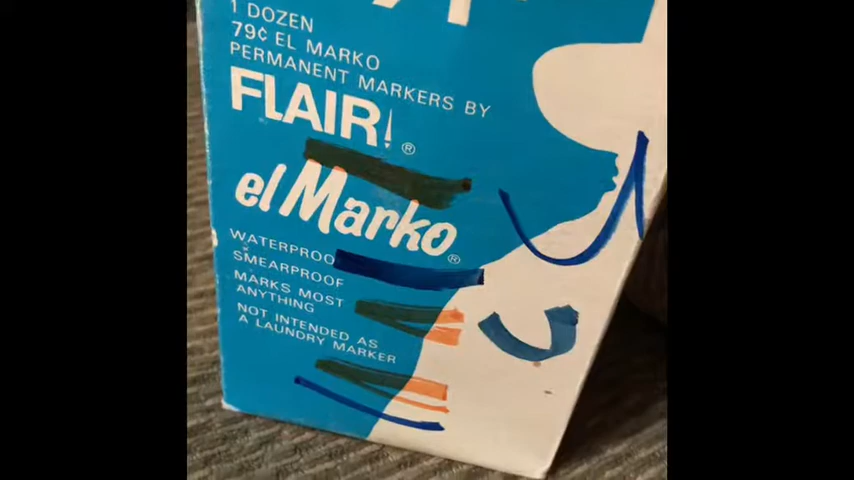 1 DOZEN
79¢ EL MARKO
PERMANENT MARKERS BY
FLAIR!®
el Marko®
WATERPROO
SMEARPROOF
MARKS MOST
ANYTHING
NOT INTENDED AS
A LAUNDRY MARKER